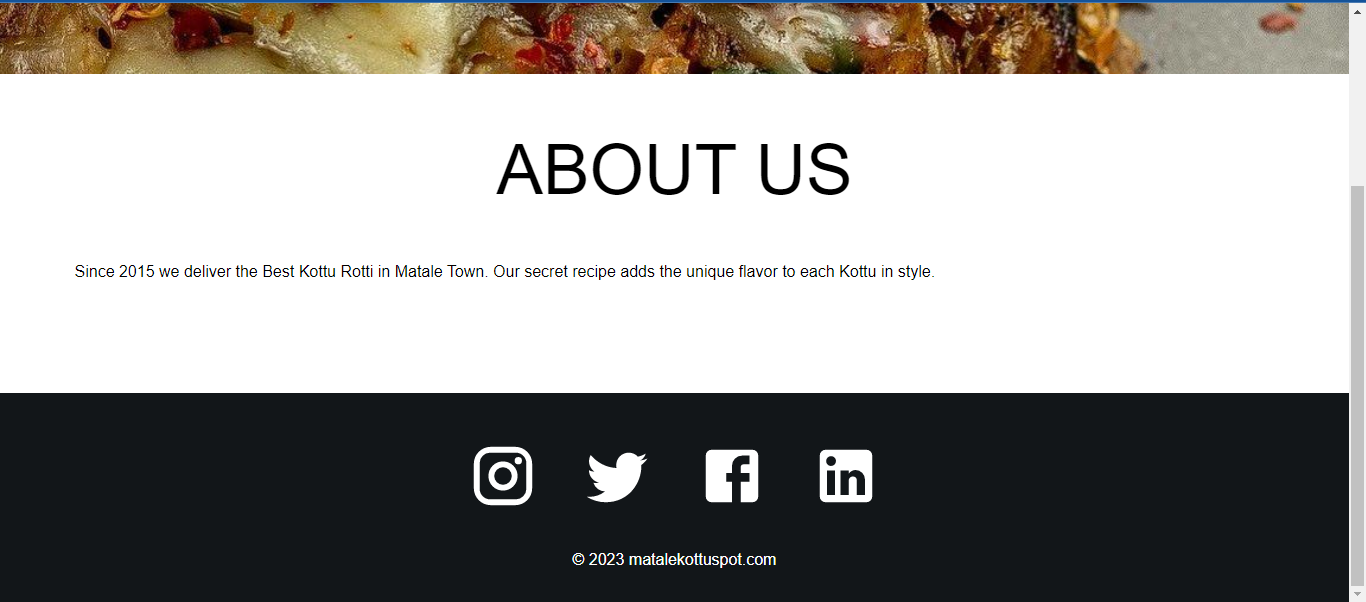 ABOUT US
Since 2015 we deliver the Best Kottu Rotti in Matale Town. Our secret recipe adds the unique flavor to each Kottu in style.
© 2023 matalekottuspot.com